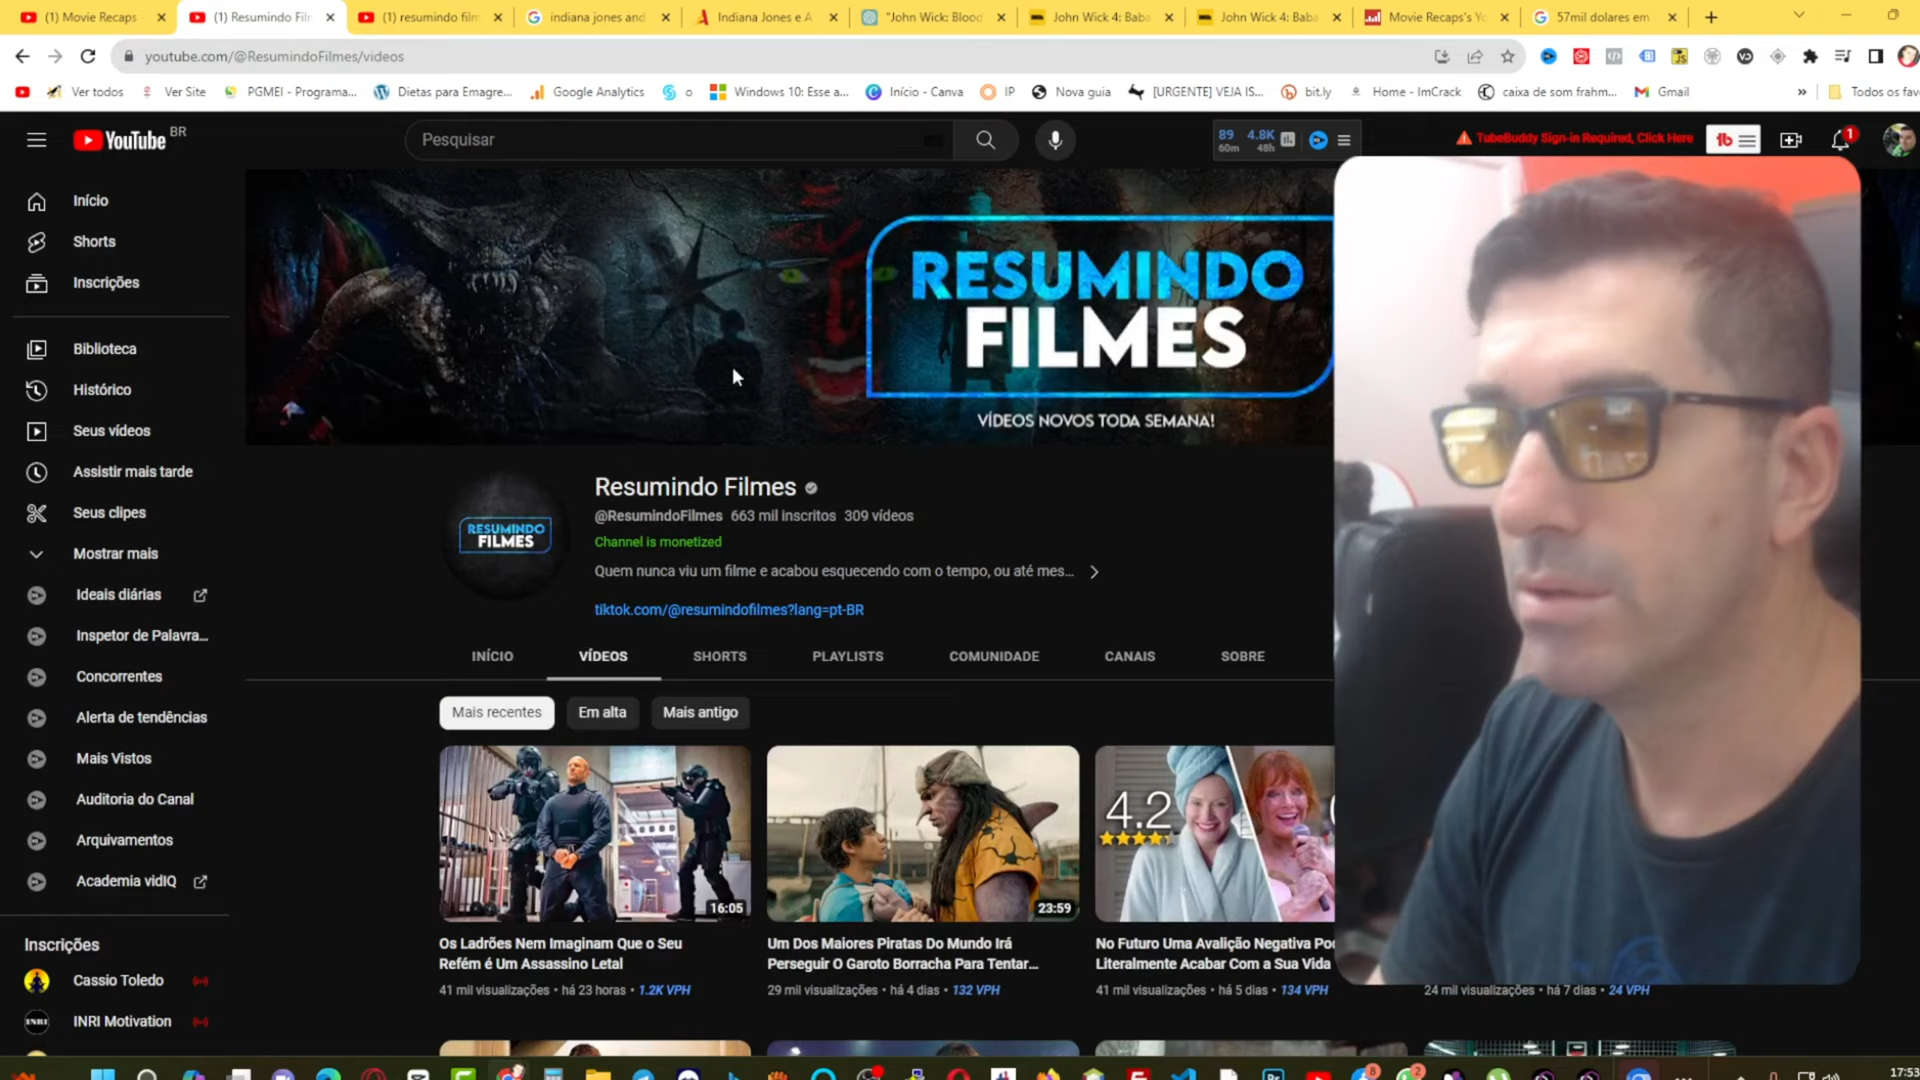 (1) Movie Recaps
(1) Resumindo Fil
(1) resumindo film
indiana jones and
Indiana Jones e A
"John Wick: Blood
John Wick 4: Baba
John Wick 4: Baba
Movie Recaps's Yo
57mil dolares em
youtube.com/@ResumindoFilmes/videos
Ver todos
Ver Site
PGMEI - Programa...
Dietas para Emagre...
Google Analytics
o
Windows 10: Esse a...
Início - Canva
IP
Nova guia
[URGENTE] VEJA IS...
bit.ly
Home - ImCrack
caixa de som frahm...
Gmail
»
Todos os fav
YouTube BR
Pesquisar
89 4.8K
60m 48h
TubeBuddy Sign-in Required, Click Here
tb
1
Início
Shorts
Inscrições
Biblioteca
Histórico
Seus vídeos
Assistir mais tarde
Seus clipes
Mostrar mais
Ideais diárias
Inspetor de Palavra...
Concorrentes
Alerta de tendências
Mais Vistos
Auditoria do Canal
Arquivamentos
Academia vidIQ
Inscrições
Cassio Toledo
INRI Motivation
RESUMINDO
FILMES
VÍDEOS NOVOS TODA SEMANA!
RESUMINDO
FILMES
Resumindo Filmes
@ResumindoFilmes 663 mil inscritos 309 vídeos
Channel is monetized
Quem nunca viu um filme e acabou esquecendo com o tempo, ou até mes...
tiktok.com/@resumindofilmes?lang=pt-BR
INÍCIO
VÍDEOS
SHORTS
PLAYLISTS
COMUNIDADE
CANAIS
SOBRE
Mais recentes
Em alta
Mais antigo
16:05
23:59
4.2
Os Ladrões Nem Imaginam Que o Seu
Refém é Um Assassino Letal
41 mil visualizações • há 23 horas • 1.2K VPH
Um Dos Maiores Piratas Do Mundo Irá
Perseguir O Garoto Borracha Para Tentar...
29 mil visualizações • há 4 dias • 132 VPH
No Futuro Uma Avalição Negativa Po
Literalmente Acabar Com a Sua Vida
41 mil visualizações • há 5 dias • 134 VPH
24 mil visualizações • há 7 dias • 24 VPH
8
2
17:53